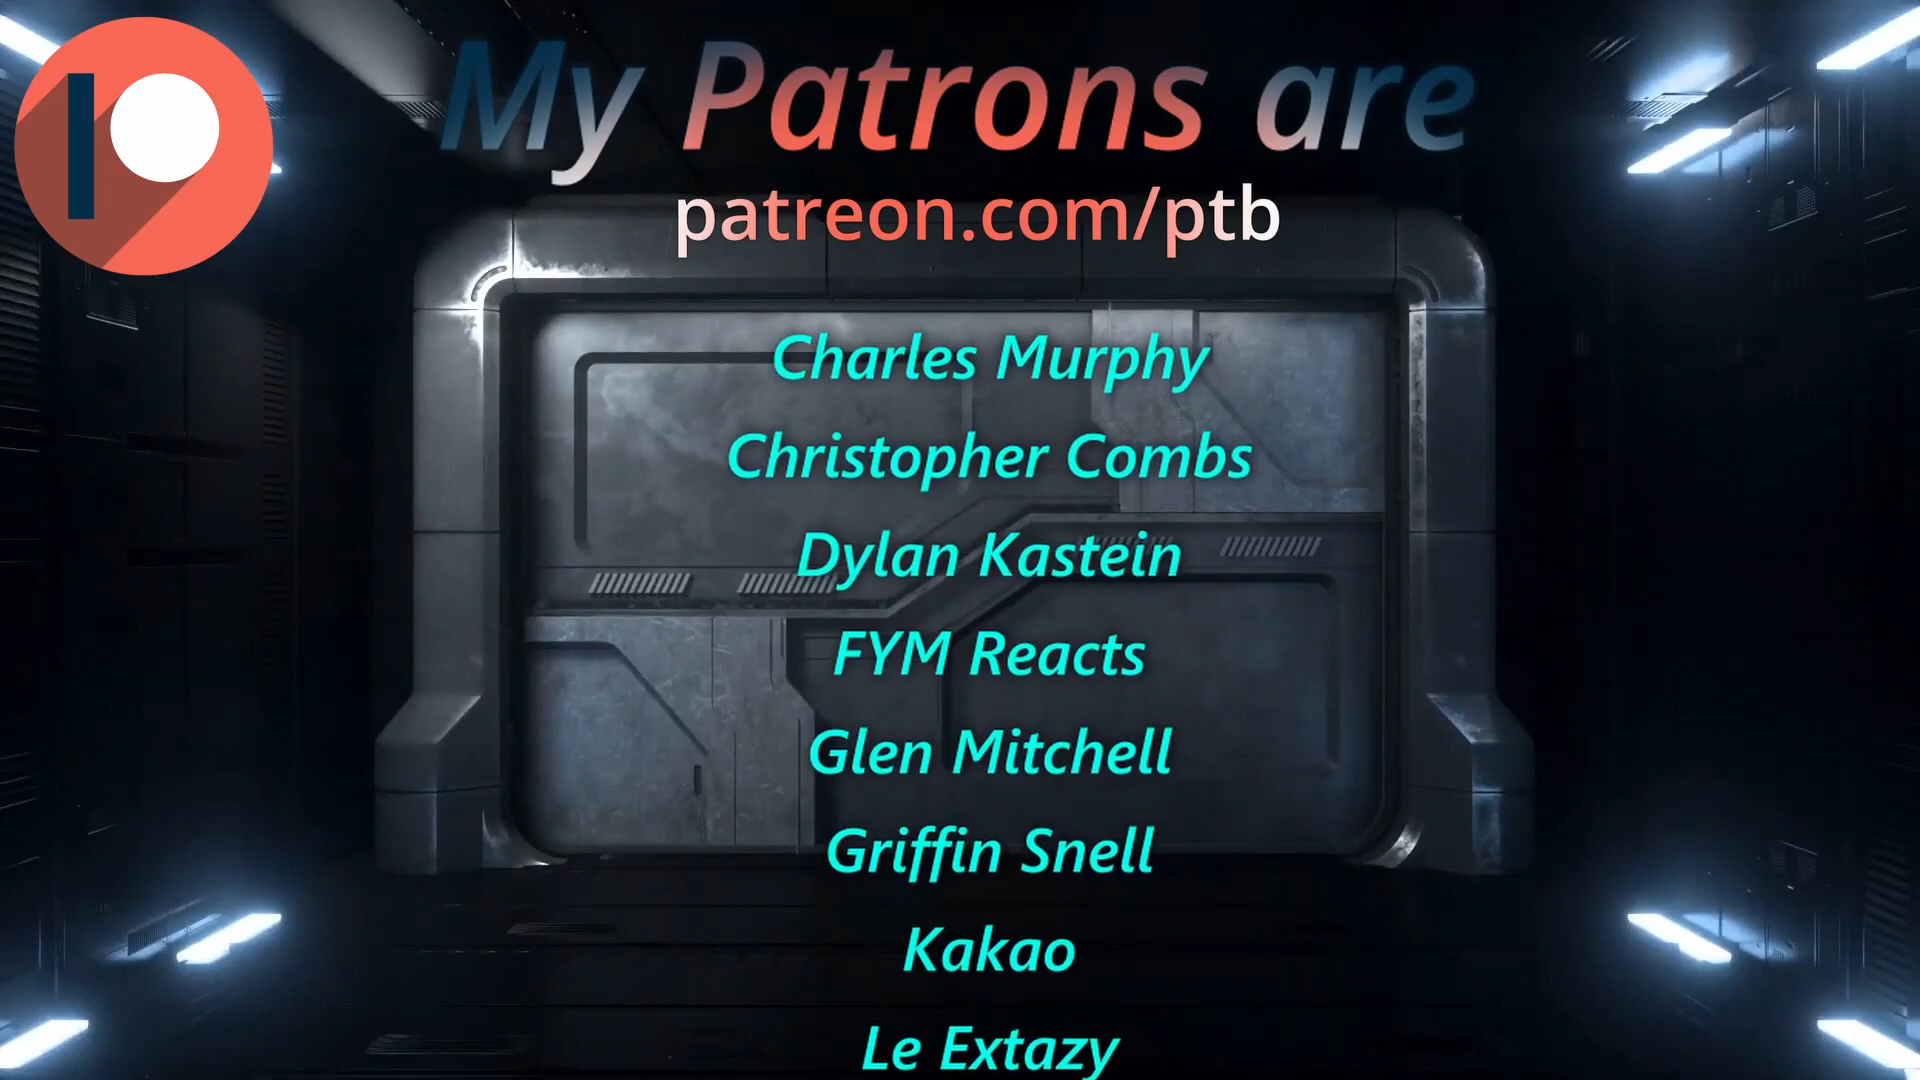 My Patrons are
patreon.com/ptb
Charles Murphy
Christopher Combs
Dylan Kastein
FYM Reacts
Glen Mitchell
Griffin Snell
Kakao
Le Extazy